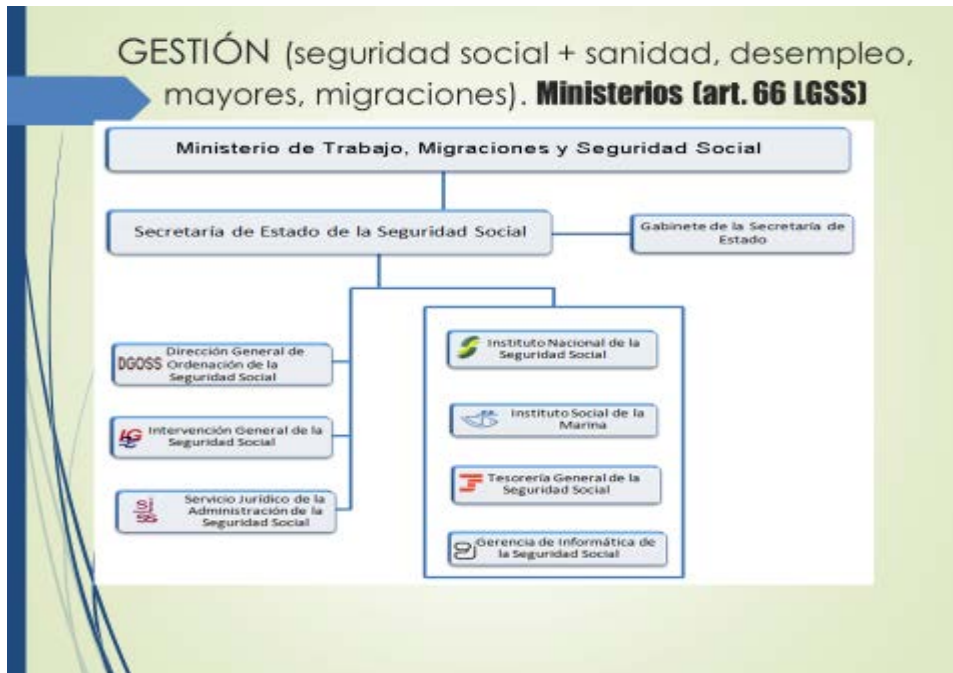 GESTIÓN (seguridad social + sanidad, desempleo,
mayores, migraciones). Ministerios (art. 66 LGSS)
Ministerio de Trabajo, Migraciones y Seguridad Social
Secretaría de Estado de la Seguridad Social
Gabinete de la Secretaría de
Estado
DGOSS
Dirección General de
Ordenación de la
Seguridad Social
Intervención General de la
Seguridad Social
Servicio Jurídico de la
Administración de la
Seguridad Social
Instituto Nacional de la
Seguridad Social
Instituto Social de la
Marina
Tesorería General de la
Seguridad Social
Gerencia de Informática de
la Seguridad Social